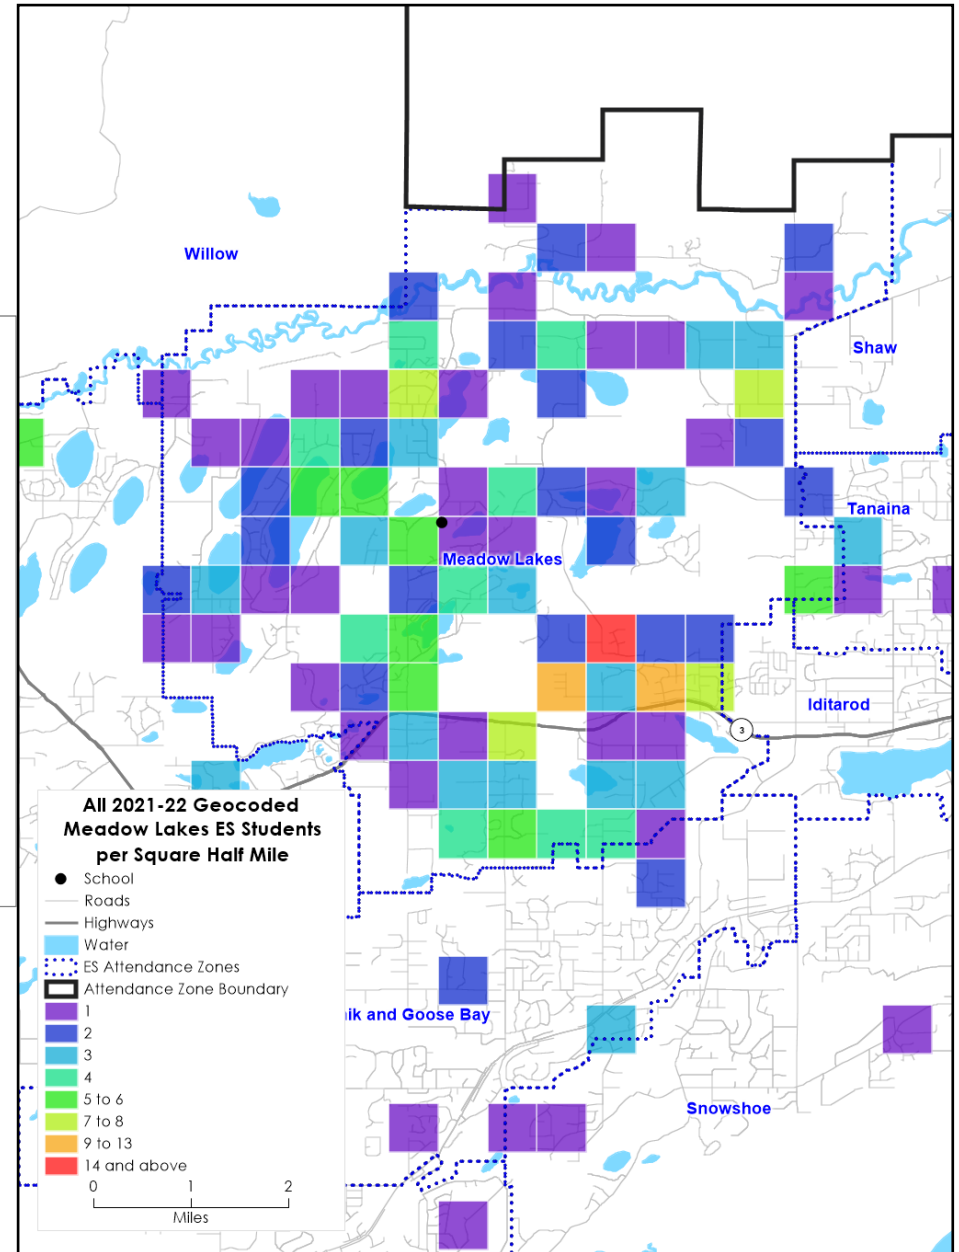 Willow
Shaw
Tanaina
Meadow Lakes
Iditarod
3
All 2021-22 Geocoded
Meadow Lakes ES Students
per Square Half Mile
School
Roads
Highways
Water
ES Attendance Zones
Attendance Zone Boundary
1
2
3
4
5 to 6
7 to 8
9 to 13
14 and above
0 1 2
Miles
and Goose Bay
Snowshoe